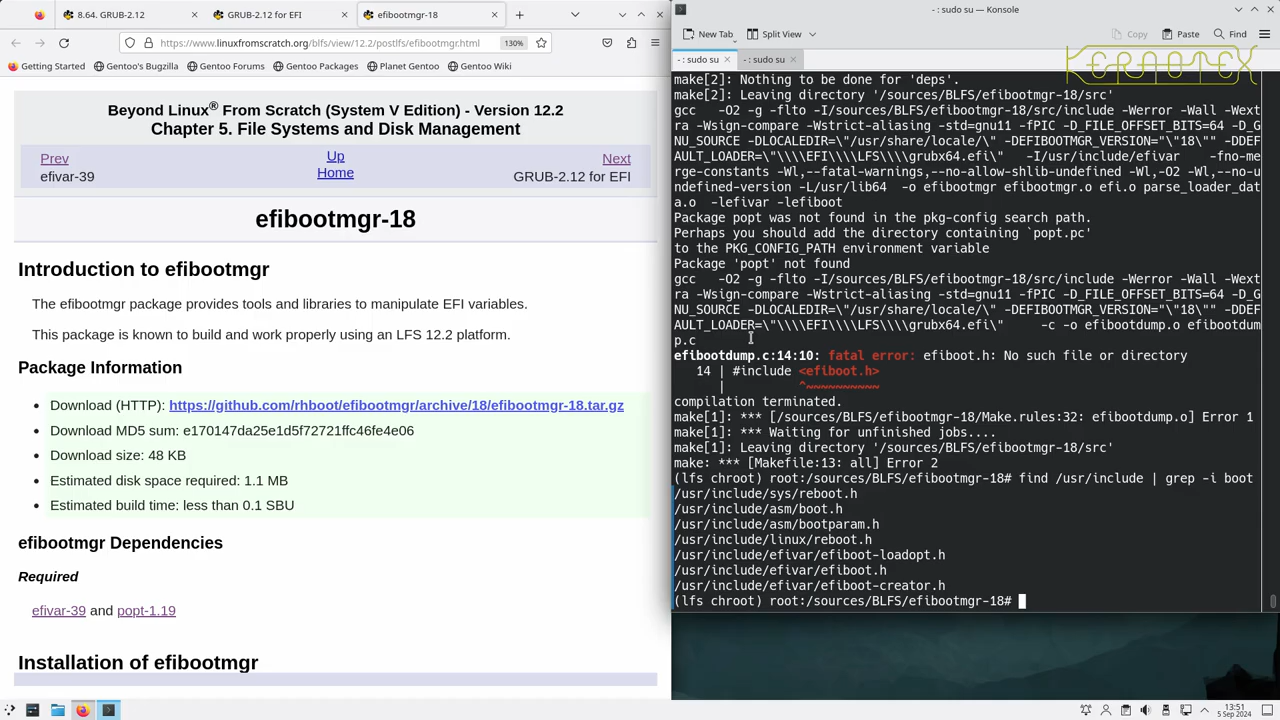 8.64. GRUB-2.12
GRUB-2.12 for EFI
efibootmgr-18
https://www.linuxfromscratch.org/blfs/view/12.2/postlfs/efibootmgr.html
130%
Getting Started
Gentoo's Bugzilla
Gentoo Forums
Gentoo Packages
Planet Gentoo
Gentoo Wiki
Beyond Linux® From Scratch (System V Edition) - Version 12.2
Chapter 5. File Systems and Disk Management
Prev
Up
Next
efivar-39
Home
GRUB-2.12 for EFI
efibootmgr-18
Introduction to efibootmgr
The efibootmgr package provides tools and libraries to manipulate EFI variables.
This package is known to build and work properly using an LFS 12.2 platform.
Package Information
Download (HTTP): https://github.com/rhboot/efibootmgr/archive/18/efibootmgr-18.tar.gz
Download MD5 sum: e170147da25e1d5f72721ffc46fe4e06
Download size: 48 KB
Estimated disk space required: 1.1 MB
Estimated build time: less than 0.1 SBU
efibootmgr Dependencies
Required
efivar-39 and popt-1.19
Installation of efibootmgr
- : sudo su — Konsole
New Tab
Split View
Copy
Paste
Find
- : sudo su
- : sudo su
KERNOTEX
make[2]: Nothing to be done for 'deps'.
make[2]: Leaving directory '/sources/BLFS/efibootmgr-18/src'
gcc   -O2 -g -flto -I/sources/BLFS/efibootmgr-18/src/include -Werror -Wall -Wext
ra -Wsign-compare -Wstrict-aliasing -std=gnu11 -fPIC -D_FILE_OFFSET_BITS=64 -D_G
NU_SOURCE -DLOCALEDIR=\"/usr/share/locale/\" -DEFIBOOTMGR_VERSION="\"18\"" -DDEF
AULT_LOADER=\"\\\\EFI\\\\LFS\\\\grubx64.efi\"   -I/usr/include/efivar    -fno-me
rge-constants -Wl,--fatal-warnings,--no-allow-shlib-undefined -Wl,-O2 -Wl,--no-u
ndefined-version -L/usr/lib64  -o efibootmgr efibootmgr.o efi.o parse_loader_dat
a.o  -lefivar -lefiboot
Package popt was not found in the pkg-config search path.
Perhaps you should add the directory containing `popt.pc'
to the PKG_CONFIG_PATH environment variable
Package 'popt' not found
gcc   -O2 -g -flto -I/sources/BLFS/efibootmgr-18/src/include -Werror -Wall -Wext
ra -Wsign-compare -Wstrict-aliasing -std=gnu11 -fPIC -D_FILE_OFFSET_BITS=64 -D_G
NU_SOURCE -DLOCALEDIR=\"/usr/share/locale/\" -DEFIBOOTMGR_VERSION="\"18\"" -DDEF
AULT_LOADER=\"\\\\EFI\\\\LFS\\\\grubx64.efi\"     -c -o efibootdump.o efibootdum
p.c
efibootdump.c:14:10: fatal error: efiboot.h: No such file or directory
   14 | #include <efiboot.h>
      |          ^~~~~~~~~~~
compilation terminated.
make[1]: *** [/sources/BLFS/efibootmgr-18/Make.rules:32: efibootdump.o] Error 1
make[1]: *** Waiting for unfinished jobs....
make[1]: Leaving directory '/sources/BLFS/efibootmgr-18/src'
make: *** [Makefile:13: all] Error 2
(lfs chroot) root:/sources/BLFS/efibootmgr-18# find /usr/include | grep -i boot
/usr/include/sys/reboot.h
/usr/include/asm/boot.h
/usr/include/asm/bootparam.h
/usr/include/linux/reboot.h
/usr/include/efivar/efiboot-loadopt.h
/usr/include/efivar/efiboot.h
/usr/include/efivar/efiboot-creator.h
(lfs chroot) root:/sources/BLFS/efibootmgr-18#
13:51
5 Sep 2024